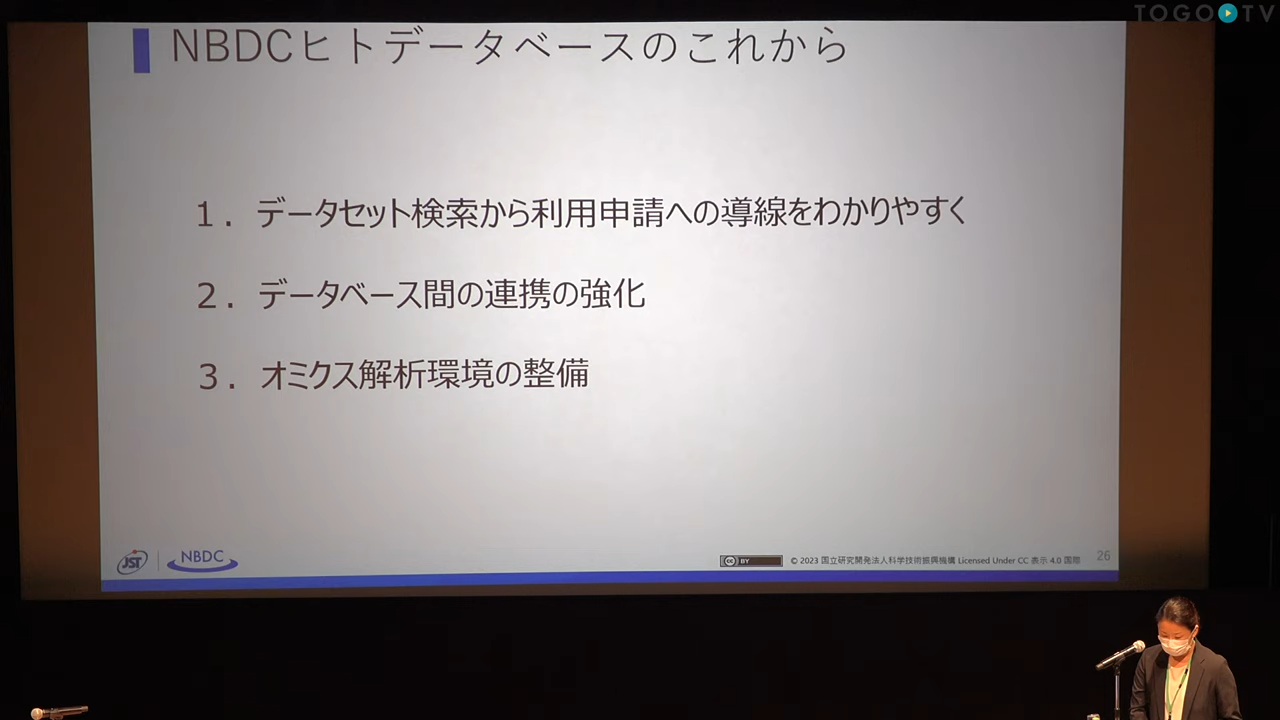 TOGO TV
NBDCヒトデータベースのこれから
１．データセット検索から利用申請への導線をわかりやすく
２．データベース間の連携の強化
３．オミクス解析環境の整備
JST NBDC
cc BY © 2023 国立研究開発法人科学技術振興機構 Licensed Under CC 表示 4.0 国際 26